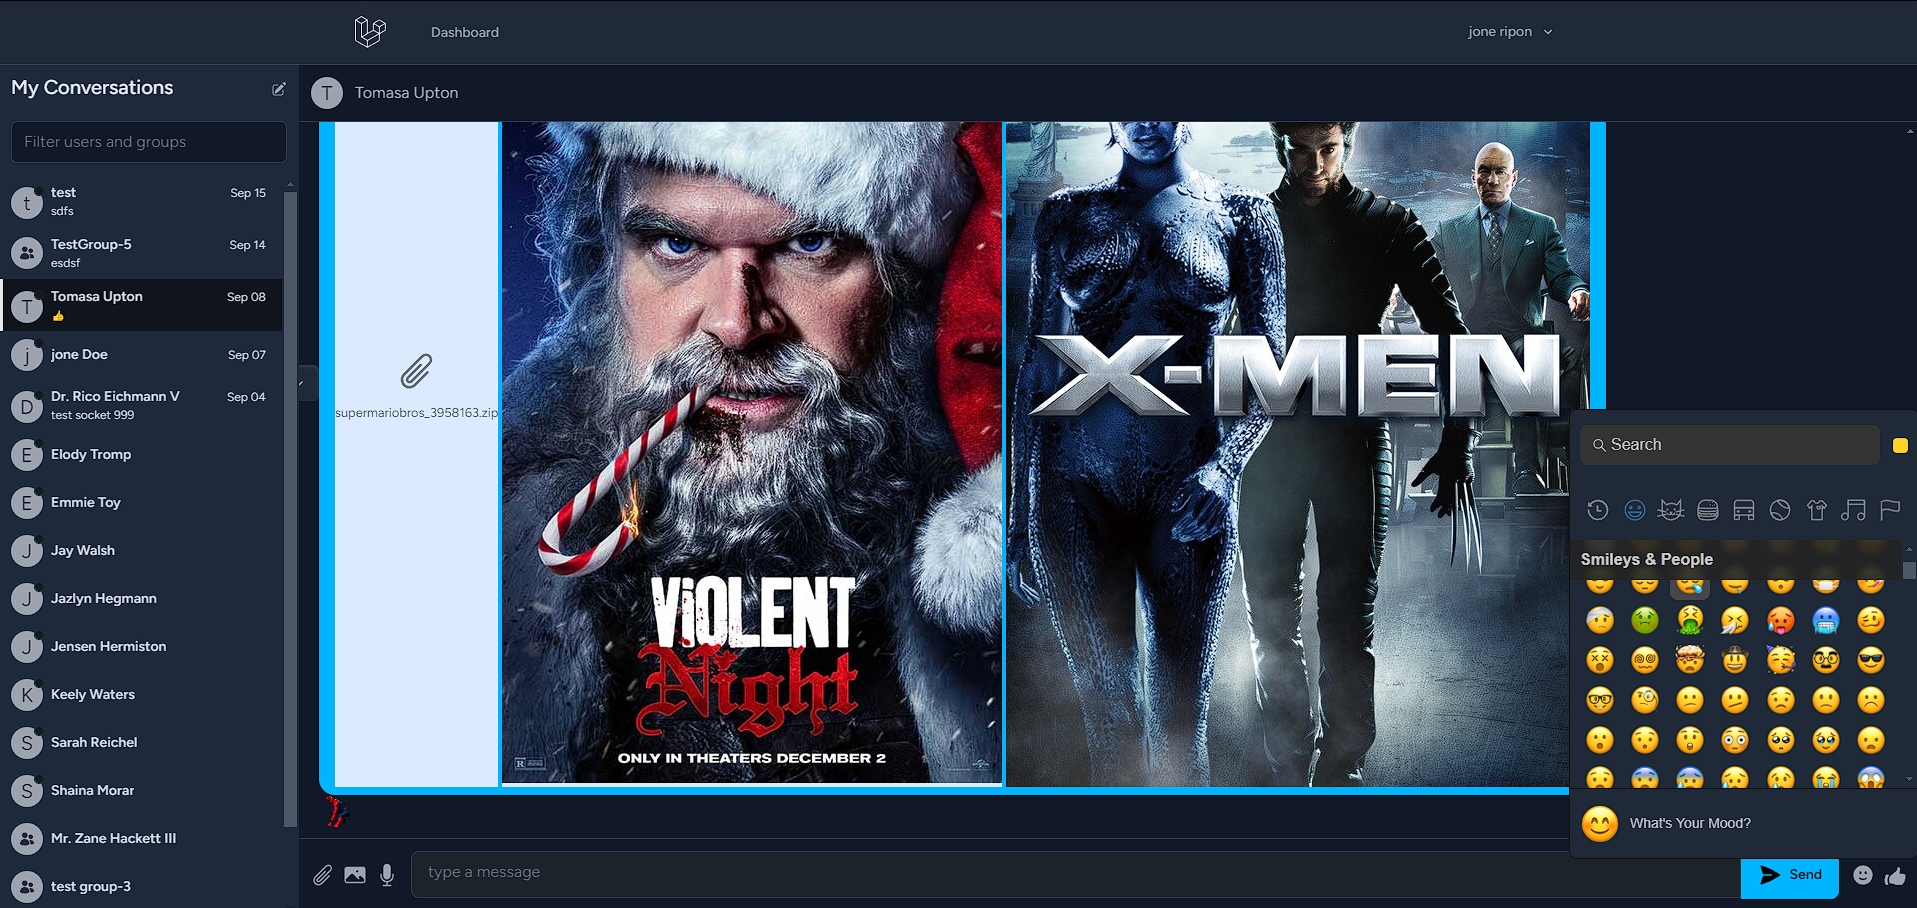 Dashboard
jone ripon
My Conversations
Filter users and groups
t
test
Sep 15
sdfs
TestGroup-5
Sep 14
esdsf
T
Tomasa Upton
Sep 08
j
jone Doe
Sep 07
D
Dr. Rico Eichmann V
Sep 04
test socket 999
E
Elody Tromp
E
Emmie Toy
J
Jay Walsh
J
Jazlyn Hegmann
J
Jensen Hermiston
K
Keely Waters
S
Sarah Reichel
S
Shaina Morar
Mr. Zane Hackett III
test group-3
T
Tomasa Upton
supermariobros_3958163.zip
VIOLENT
Night
ONLY IN THEATERS DECEMBER 2
R
X-MEN
Search
Smileys & People
What's Your Mood?
type a message
Send